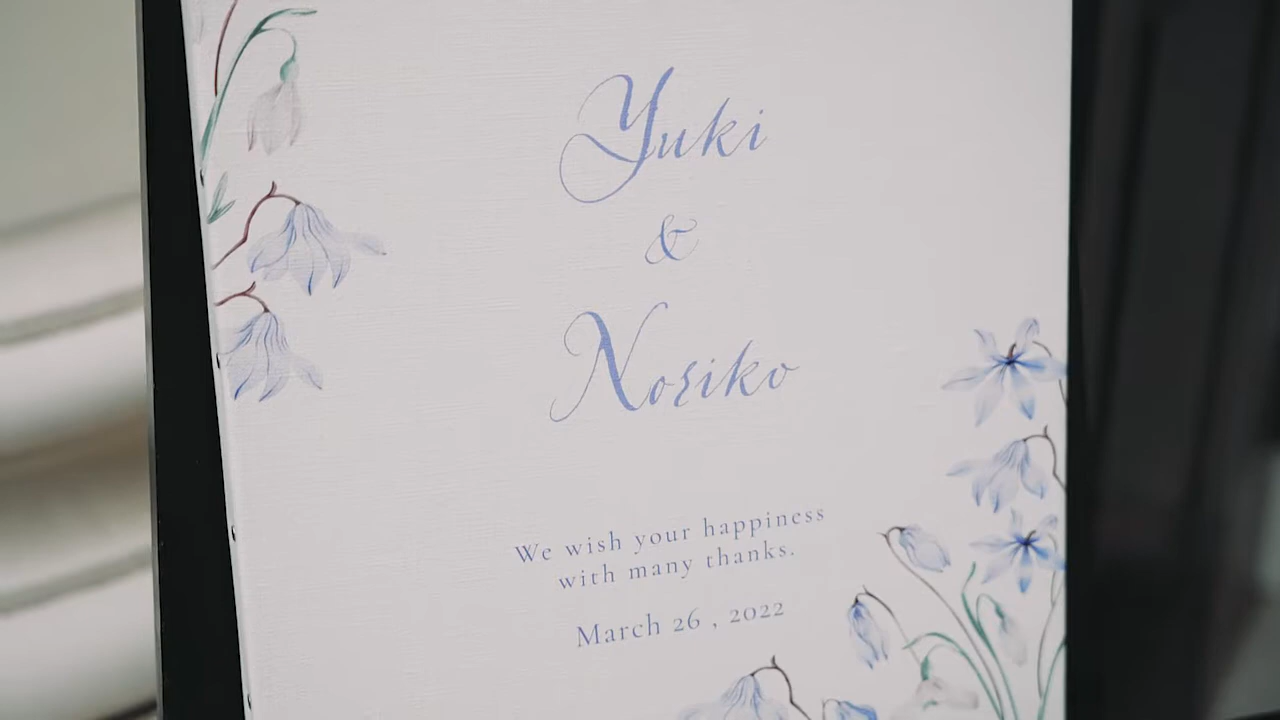 Yuki
&
Noriko
We wish your happiness
with many thanks.
March 26 , 2022